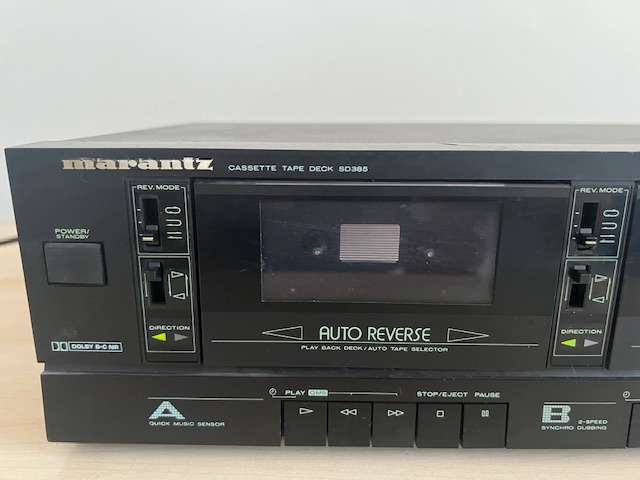 marantz
CASSETTE TAPE DECK SD385
REV. MODE
REV. MODE
POWER/
STANDBY
DIRECTION
DIRECTION
AUTO REVERSE
PLAY BACK DECK/AUTO TAPE SELECTOR
DOLBY B-C NR
PLAY QMS
STOP/EJECT PAUSE
A
QUICK MUSIC SENSOR
B
2-SPEED
SYNCHRO DUBBING